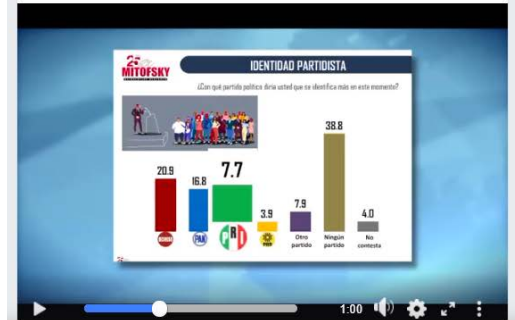 25
MITOFSKY
IDENTIDAD PARTIDISTA
¿Con qué partido político diría usted que se identifica más en este momento?
38.8
20.9
16.8
7.7
3.9
7.9
4.0
PAN
PRD
Otro partido
Ningún partido
No contesta
1:00